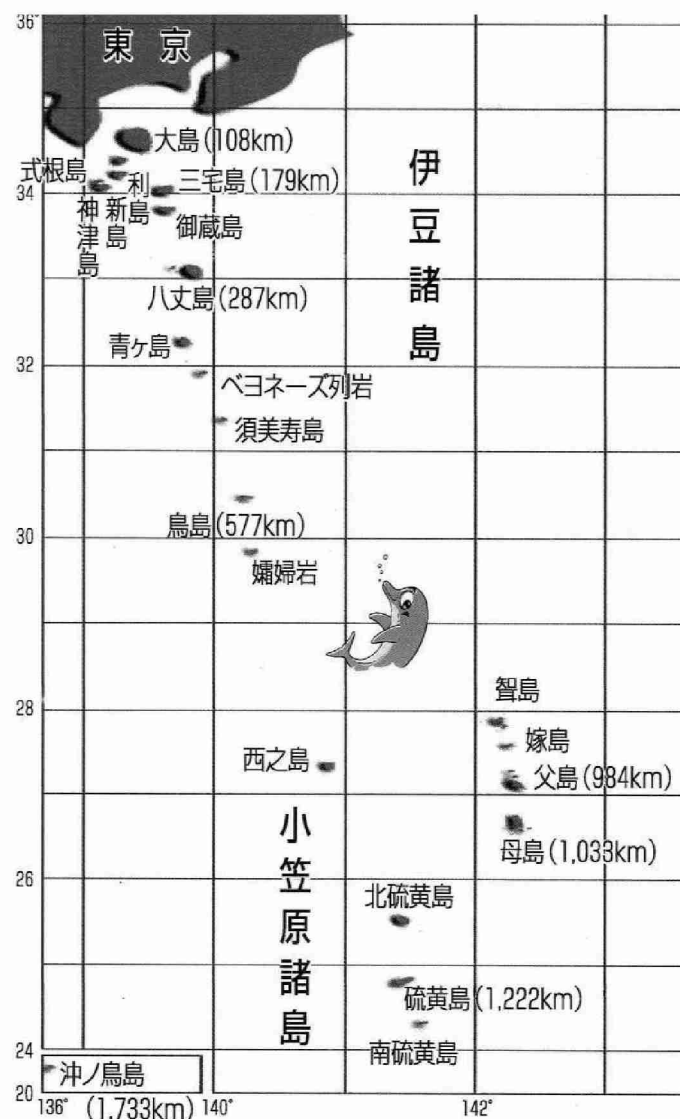 36°
東京
大島(108km)
式根島
利島
三宅島(179km)
34
神津島
新島
御蔵島
伊豆諸島
八丈島(287km)
青ヶ島
32
ベヨネーズ列岩
須美寿島
30
鳥島(577km)
孀婦岩
28
聟島
嫁島
西之島
父島(984km)
小笠原諸島
母島(1,033km)
26
北硫黄島
硫黄島(1,222km)
南硫黄島
24
沖ノ鳥島
20
136°
(1,733km)
140°
142°